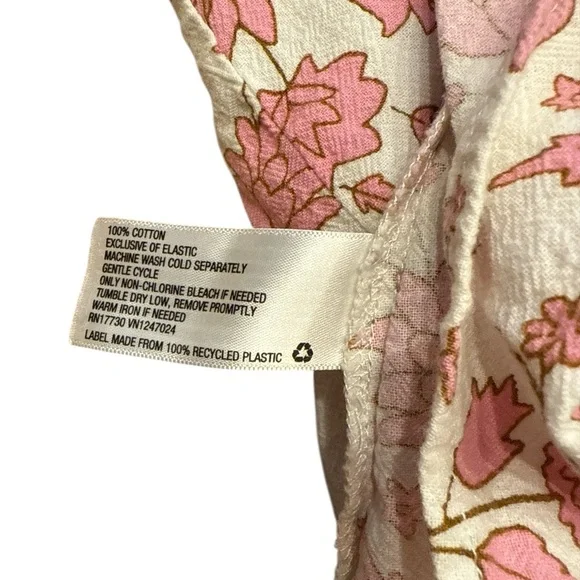 100% COTTON
EXCLUSIVE OF ELASTIC
MACHINE WASH COLD SEPARATELY
GENTLE CYCLE
ONLY NON-CHLORINE BLEACH IF NEEDED
TUMBLE DRY LOW, REMOVE PROMPTLY
WARM IRON IF NEEDED
RN17730 VN1247024
LABEL MADE FROM 100% RECYCLED PLASTIC